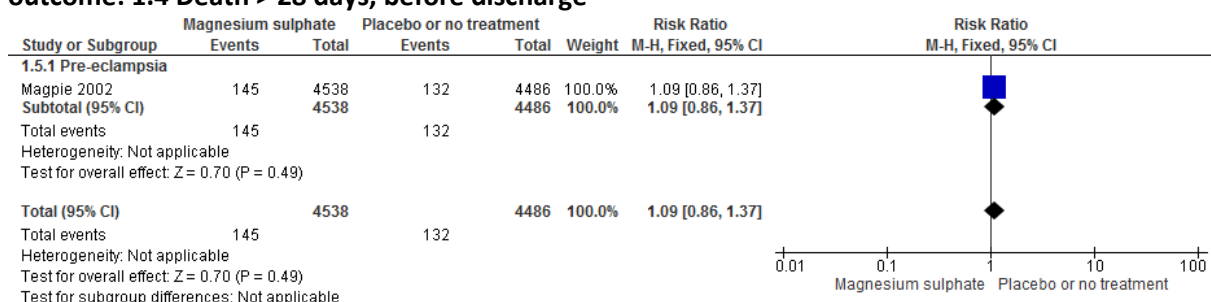 outcome: 1.4 Death > 28 days, before discharge
Magnesium sulphate Placebo or no treatment Risk Ratio Risk Ratio
Study or Subgroup Events Total Events Total Weight M-H, Fixed, 95% CI M-H, Fixed, 95% CI
1.5.1 Pre-eclampsia
Magpie 2002 145 4538 132 4486 100.0% 1.09 [0.86, 1.37]
Subtotal (95% CI) 4538 4486 100.0% 1.09 [0.86, 1.37]
Total events 145 132
Heterogeneity: Not applicable
Test for overall effect: Z = 0.70 (P = 0.49)
Total (95% CI) 4538 4486 100.0% 1.09 [0.86, 1.37]
Total events 145 132
Heterogeneity: Not applicable
Test for overall effect: Z = 0.70 (P = 0.49)
Test for subgroup differences: Not applicable
0.01 0.1 1 10 100
Magnesium sulphate Placebo or no treatment